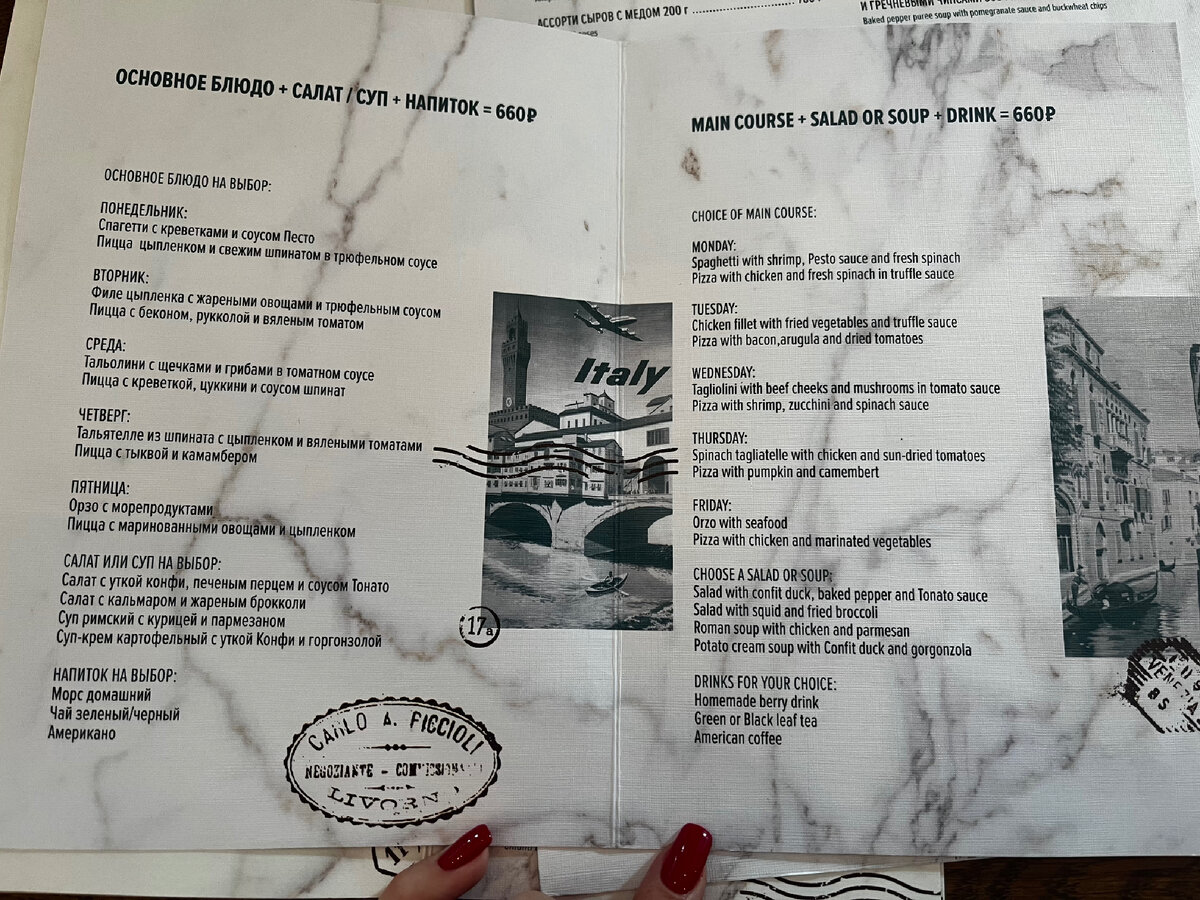 АССОРТИ СЫРОВ С МЕДОМ 200 г
И ГРЕЧНЕВЫМИ ЧИПСАМИ
Baked pepper puree soup with pomegranate sauce and buckwheat chips
ОСНОВНОЕ БЛЮДО + САЛАТ / СУП + НАПИТОК = 660₽
ОСНОВНОЕ БЛЮДО НА ВЫБОР:
ПОНЕДЕЛЬНИК:
Спагетти с креветками и соусом Песто
Пицца цыпленком и свежим шпинатом в трюфельном соусе
ВТОРНИК:
Филе цыпленка с жареными овощами и трюфельным соусом
Пицца с беконом, рукколой и вяленым томатом
СРЕДА:
Тальолини с щечками и грибами в томатном соусе
Пицца с креветкой, цуккини и соусом шпинат
ЧЕТВЕРГ:
Тальятелле из шпината с цыпленком и вялеными томатами
Пицца с тыквой и камамбером
ПЯТНИЦА:
Орзо с морепродуктами
Пицца с маринованными овощами и цыпленком
САЛАТ ИЛИ СУП НА ВЫБОР:
Салат с уткой конфи, печеным перцем и соусом Тонато
Салат с кальмаром и жареным брокколи
Суп римский с курицей и пармезаном
Суп-крем картофельный с уткой Конфи и горгонзолой
НАПИТОК НА ВЫБОР:
Морс домашний
Чай зеленый/черный
Американо
Italy
17a
CARLO A. FICCIOLI
NEGOZIANTE -
MAIN COURSE + SALAD OR SOUP + DRINK = 660₽
CHOICE OF MAIN COURSE:
MONDAY:
Spaghetti with shrimp, Pesto sauce and fresh spinach
Pizza with chicken and fresh spinach in truffle sauce
TUESDAY:
Chicken fillet with fried vegetables and truffle sauce
Pizza with bacon,arugula and dried tomatoes
WEDNESDAY:
Tagliolini with beef cheeks and mushrooms in tomato sauce
Pizza with shrimp, zucchini and spinach sauce
THURSDAY:
Spinach tagliatelle with chicken and sun-dried tomatoes
Pizza with pumpkin and camembert
FRIDAY:
Orzo with seafood
Pizza with chicken and marinated vegetables
CHOOSE A SALAD OR SOUP:
Salad with confit duck, baked pepper and Tonato sauce
Salad with squid and fried broccoli
Roman soup with chicken and parmesan
Potato cream soup with Confit duck and gorgonzola
DRINKS FOR YOUR CHOICE:
Homemade berry drink
Green or Black leaf tea
American coffee
VENEZIA
8S